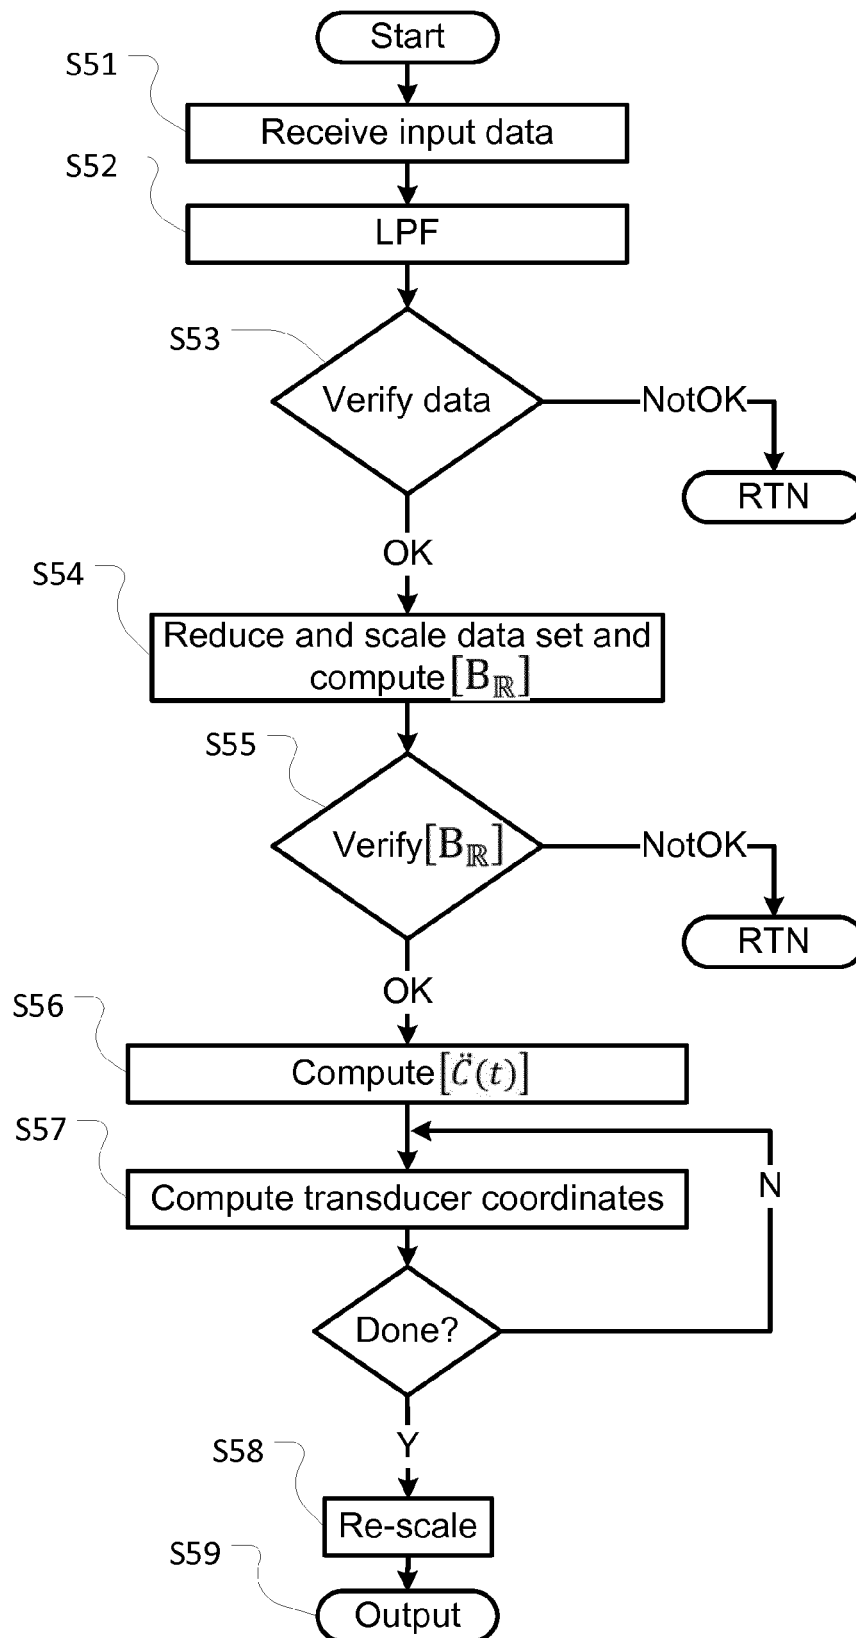 Start
S51
Receive input data
S52
LPF
S53
Verify data
NotOK
RTN
OK
S54
Reduce and scale data set and
compute [B_ℝ]
S55
Verify [B_ℝ]
NotOK
RTN
OK
S56
Compute [C̈(t)]
S57
N
Compute transducer coordinates
Done?
Y
S58
Re-scale
S59
Output